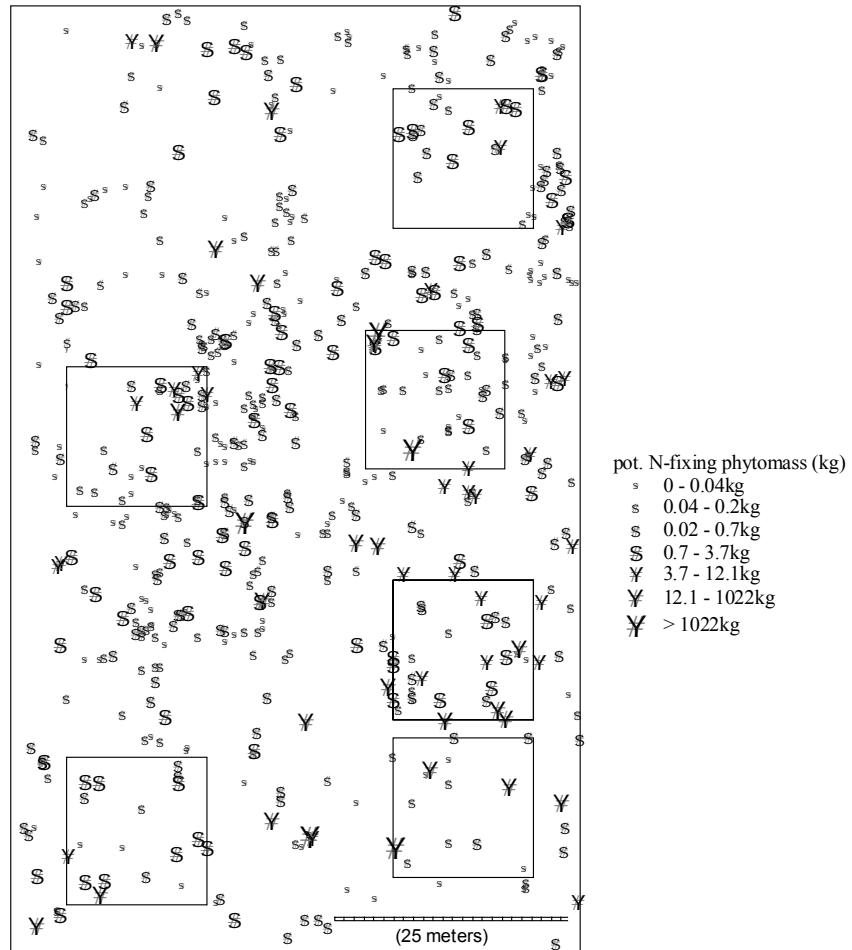 pot. N-fixing phytomass (kg)
s 0 - 0.04kg
s 0.04 - 0.2kg
s 0.02 - 0.7kg
s 0.7 - 3.7kg
¥ 3.7 - 12.1kg
¥ 12.1 - 1022kg
¥ > 1022kg
(25 meters)